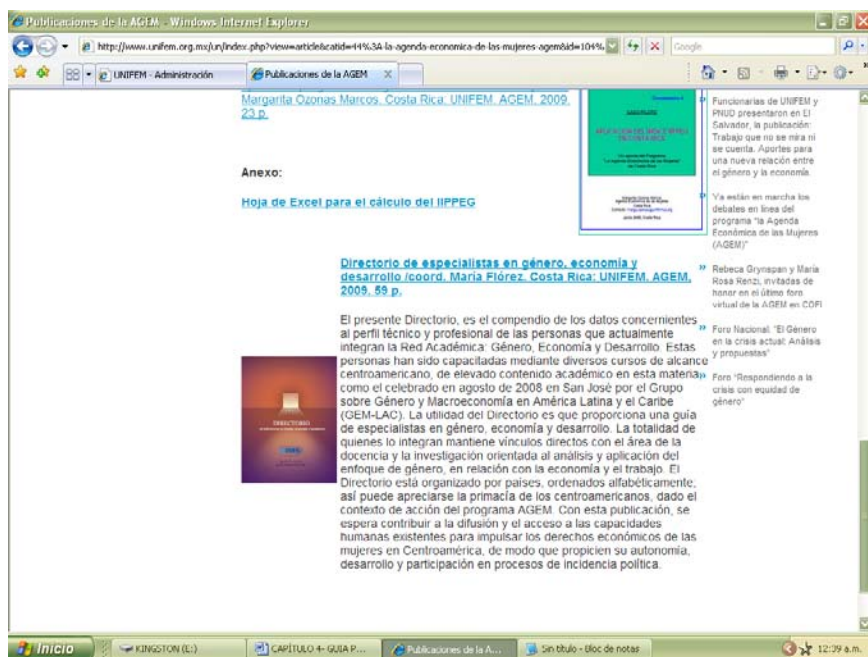 Publicaciones de la AGEM - Windows Internet Explorer
http://www.unifem.org.mx/un/index.php?view=article&catid=44%3A-la-agenda-economica-de-las-mujeres-agem&id=104%
Google
UNIFEM - Administración
Publicaciones de la AGEM
Margarita Ozonas Marcos. Costa Rica: UNIFEM. AGEM, 2009.
23 p.
Anexo:
Hoja de Excel para el cálculo del IIPPEG
Directorio de especialistas en género, economía y
desarrollo /coord. María Flórez. Costa Rica: UNIFEM. AGEM,
2009. 59 p.
El presente Directorio, es el compendio de los datos concernientes
al perfil técnico y profesional de las personas que actualmente
integran la Red Académica: Género, Economía y Desarrollo. Estas
personas han sido capacitadas mediante diversos cursos de alcance
centroamericano, de elevado contenido académico en esta materia,
como el celebrado en agosto de 2008 en San José por el Grupo
sobre Género y Macroeconomía en América Latina y el Caribe
(GEM-LAC). La utilidad del Directorio es que proporciona una guía
de especialistas en género, economía y desarrollo. La totalidad de
quienes lo integran mantiene vínculos directos con el área de la
docencia y la investigación orientada al análisis y aplicación del
enfoque de género, en relación con la economía y el trabajo. El
Directorio está organizado por países, ordenados alfabéticamente;
así puede apreciarse la primacía de los centroamericanos, dado el
contexto de acción del programa AGEM. Con esta publicación, se
espera contribuir a la difusión y el acceso a las capacidades
humanas existentes para impulsar los derechos económicos de las
mujeres en Centroamérica, de modo que propicien su autonomía,
desarrollo y participación en procesos de incidencia política.
DIRECTORIO
» Funcionarias de UNIFEM y
PNUD presentaron en El
Salvador, la publicación:
Trabajo que no se mira ni
se cuenta. Aportes para
una nueva relación entre
el género y la economía.
» Ya están en marcha los
debates en línea del
programa "la Agenda
Económica de las Mujeres
(AGEM)"
» Rebeca Grynspan y María
Rosa Renzi, invitadas de
honor en el último foro
virtual de la AGEM en COFI
» Foro Nacional: "El Género
en la crisis actual: Análisis
y propuestas"
» Foro "Respondiendo a la
crisis con equidad de
género"
Inicio
KINGSTON (E:)
CAPÍTULO 4- GUIA P...
Publicaciones de la A...
Sin título - Bloc de notas
12:09 a.m.